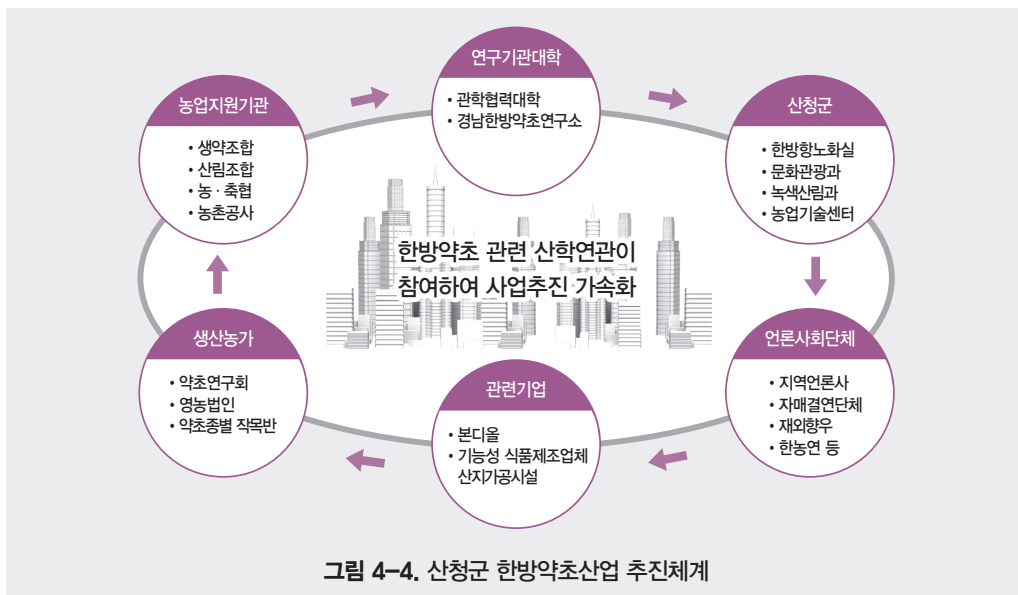 연구기관대학
• 관학협력대학
• 경남한방약초연구소
농업지원기관
• 생약조합
• 산림조합
• 농 · 축협
• 농촌공사
산청군
• 한방항노화실
• 문화관광과
• 녹색산림과
• 농업기술센터
한방약초 관련 산학연관이
참여하여 사업추진 가속화
생산농가
• 약초연구회
• 영농법인
• 약초종별 작목반
관련기업
• 본디올
• 기능성 식품제조업체
산지가공시설
언론사회단체
• 지역언론사
• 자매결연단체
• 재외향우
• 한농연 등
그림 4-4. 산청군 한방약초산업 추진체계